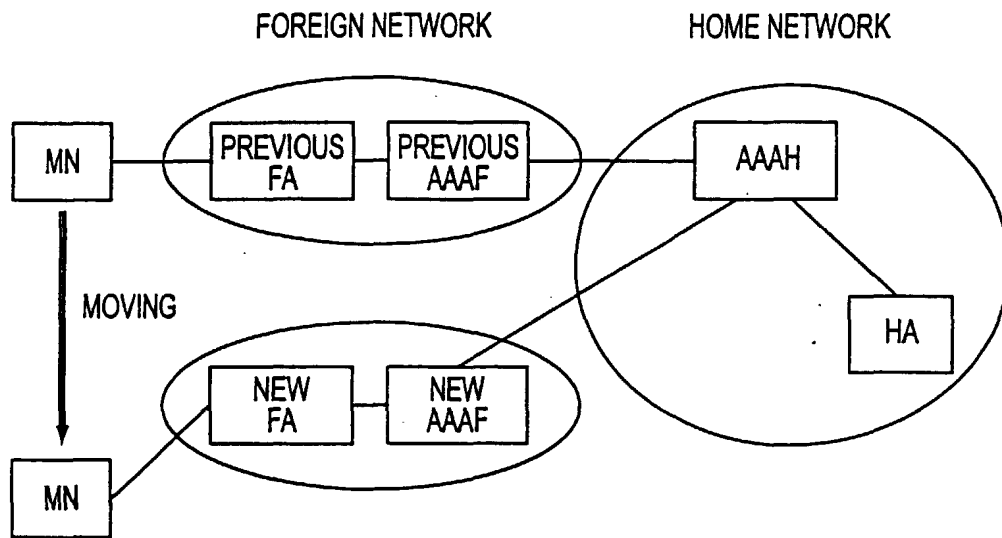 FOREIGN NETWORK
HOME NETWORK
MN
PREVIOUS
FA
PREVIOUS
AAAF
AAAH
MOVING
HA
NEW
FA
NEW
AAAF
MN